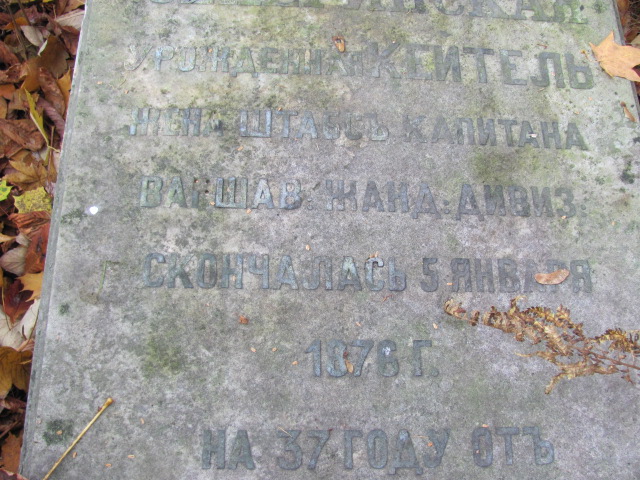 УРОЖДЕННАЯ КЕЙТЕЛЬ
ЖЕНА ШТАБСЪ КАПИТАНА
ВАРШАВ. ЖАНД. ДИВИЗ.
СКОНЧАЛАСЬ 5 ЯНВАРЯ
1876 Г.
НА 37 ГОДУ ОТЪ